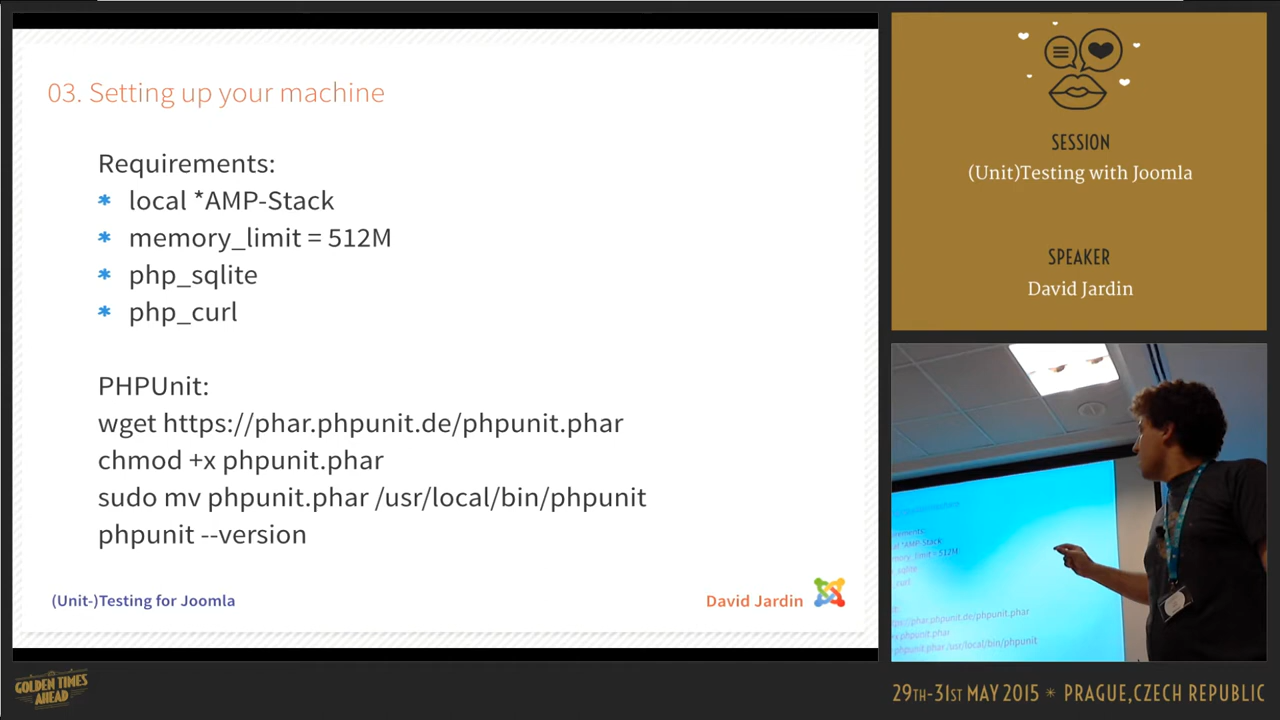 03. Setting up your machine
Requirements:
* local *AMP-Stack
* memory_limit = 512M
* php_sqlite
* php_curl
PHPUnit:
wget https://phar.phpunit.de/phpunit.phar
chmod +x phpunit.phar
sudo mv phpunit.phar /usr/local/bin/phpunit
phpunit --version
(Unit-)Testing for Joomla
David Jardin
SESSION
(Unit)Testing with Joomla
SPEAKER
David Jardin
GOLDEN TIMES
AHEAD
29TH-31ST MAY 2015 * PRAGUE,CZECH REPUBLIC